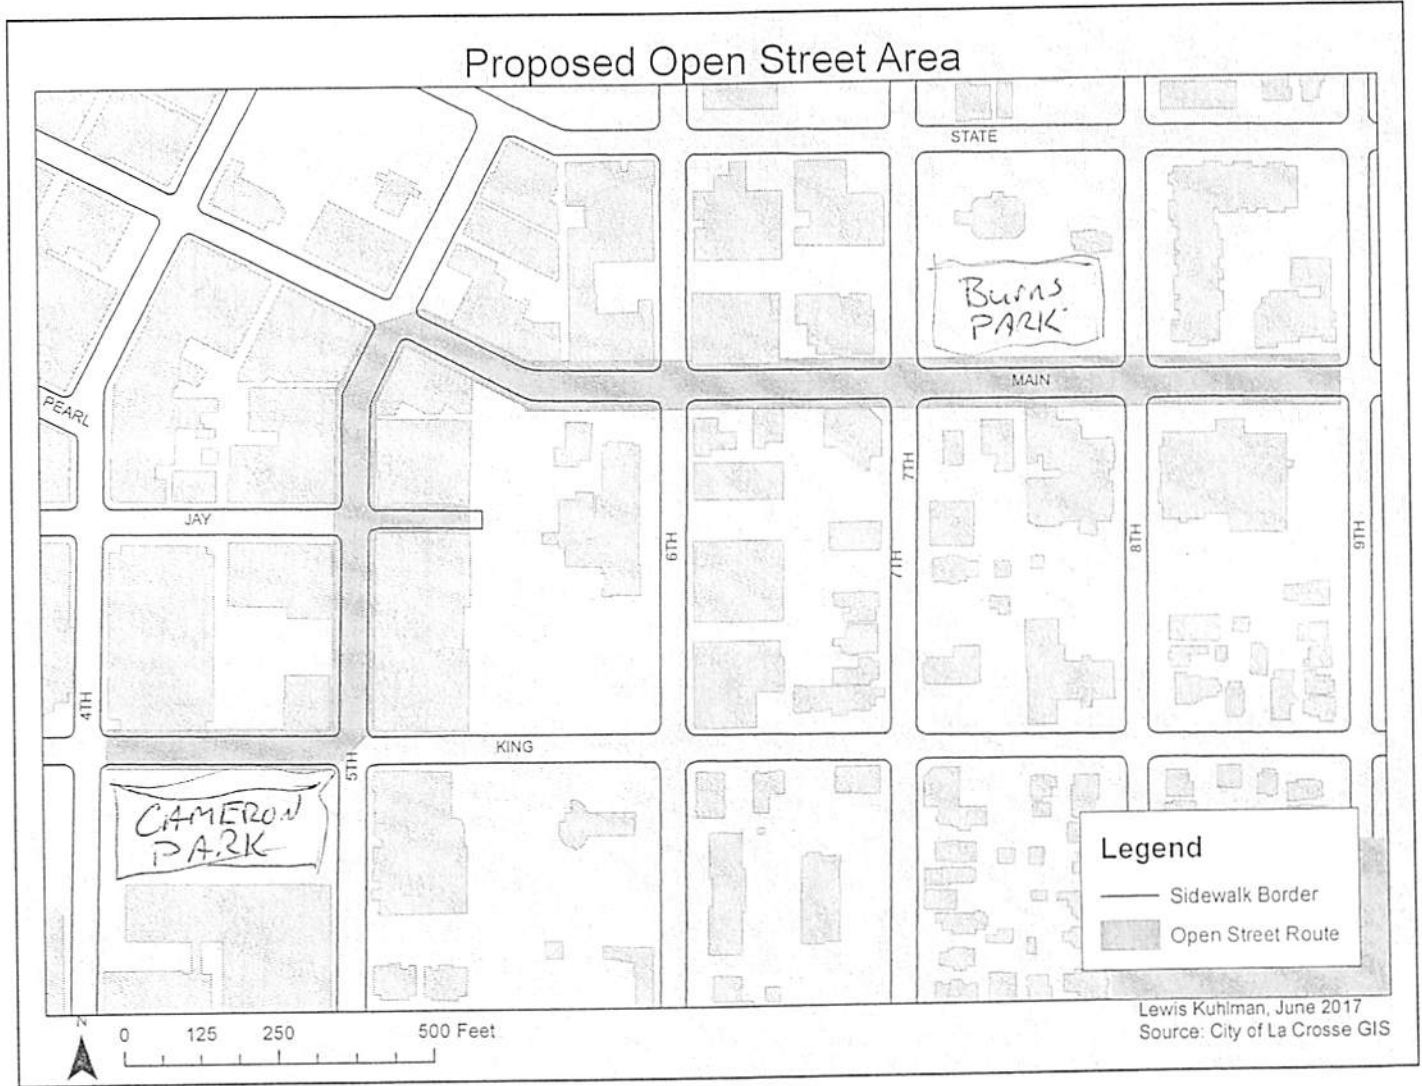 Proposed Open Street Area
STATE
Burns
PARK
MAIN
PEARL
JAY
7TH
6TH
7TH
8TH
9TH
4TH
KING
5TH
CAMERON
PARK
Legend
Sidewalk Border
Open Street Route
N
0 125 250 500 Feet
Lewis Kuhlman, June 2017
Source: City of La Crosse GIS